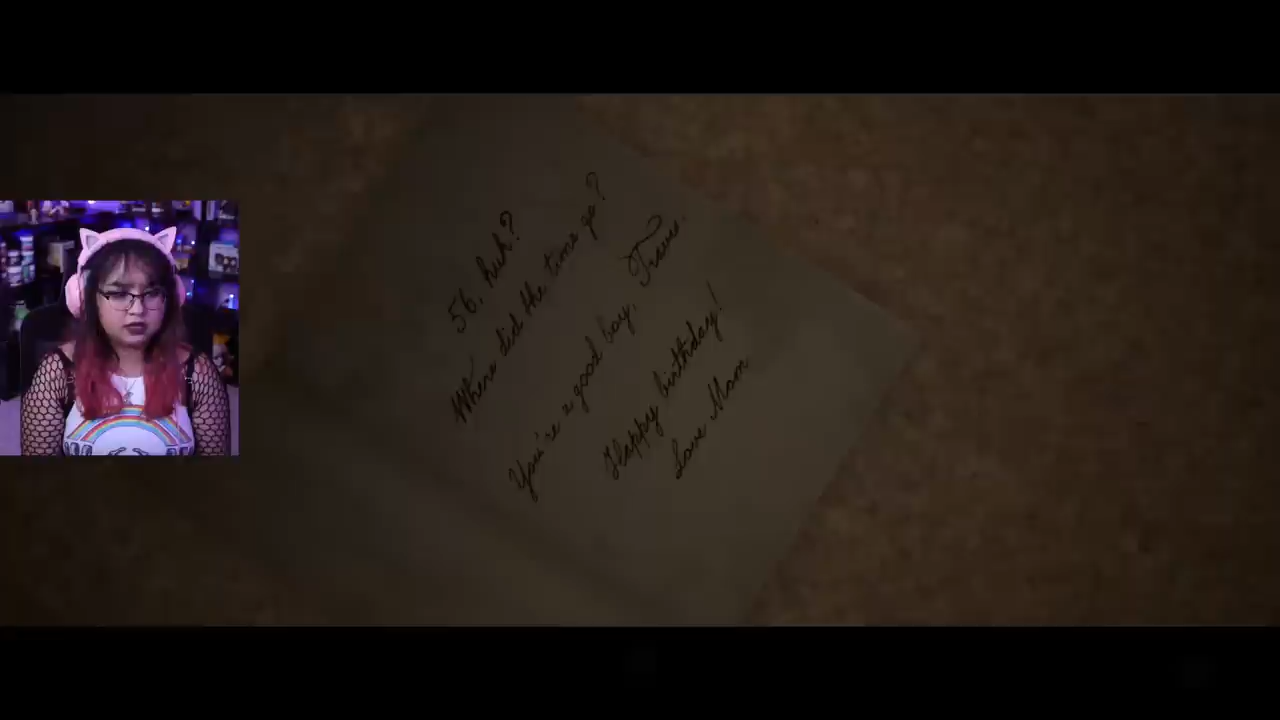 56, huh?
Where did the time go?
You're a good boy, Travis.
Happy birthday!
Love Mom